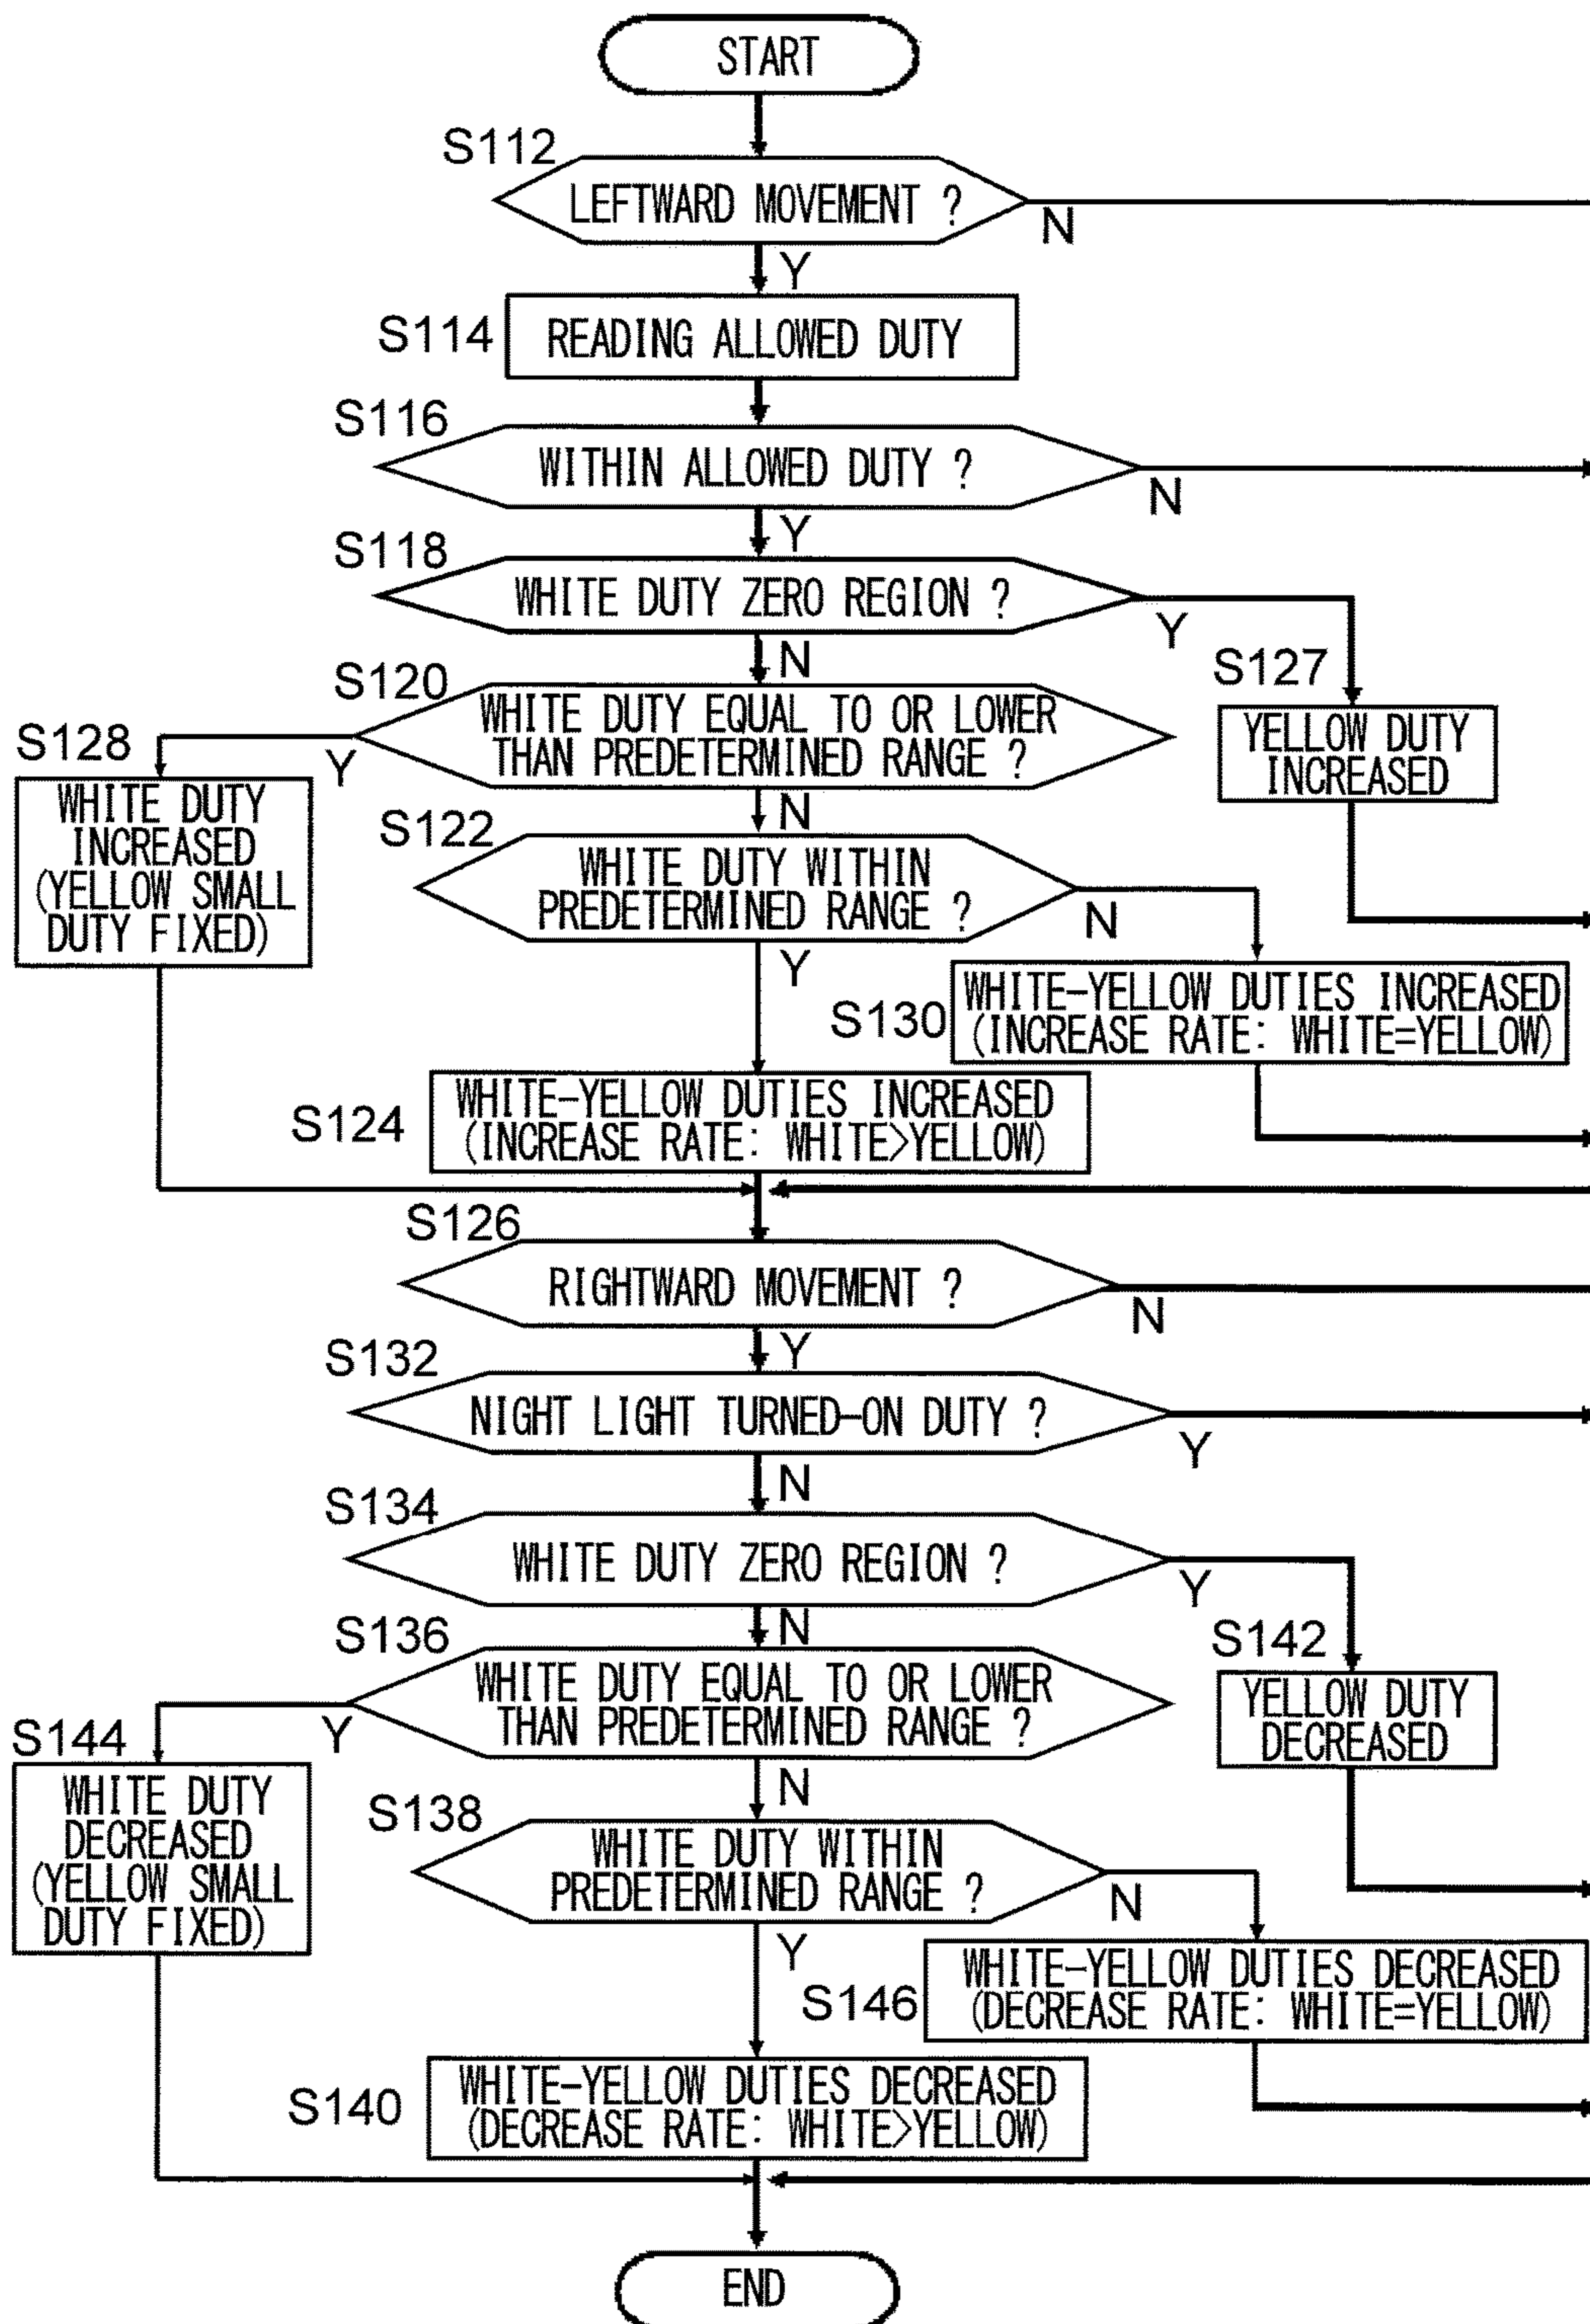 START
S112
LEFTWARD MOVEMENT ?
N
Y
S114
READING ALLOWED DUTY
S116
WITHIN ALLOWED DUTY ?
N
Y
S118
WHITE DUTY ZERO REGION ?
Y
N
S127
YELLOW DUTY
INCREASED
S120
WHITE DUTY EQUAL TO OR LOWER
THAN PREDETERMINED RANGE ?
Y
N
S128
WHITE DUTY
INCREASED
(YELLOW SMALL
DUTY FIXED)
S122
WHITE DUTY WITHIN
PREDETERMINED RANGE ?
N
Y
S130
WHITE-YELLOW DUTIES INCREASED
(INCREASE RATE: WHITE=YELLOW)
S124
WHITE-YELLOW DUTIES INCREASED
(INCREASE RATE: WHITE>YELLOW)
S126
RIGHTWARD MOVEMENT ?
N
Y
S132
NIGHT LIGHT TURNED-ON DUTY ?
Y
N
S134
WHITE DUTY ZERO REGION ?
Y
N
S142
YELLOW DUTY
DECREASED
S136
WHITE DUTY EQUAL TO OR LOWER
THAN PREDETERMINED RANGE ?
Y
N
S144
WHITE DUTY
DECREASED
(YELLOW SMALL
DUTY FIXED)
S138
WHITE DUTY WITHIN
PREDETERMINED RANGE ?
N
Y
S146
WHITE-YELLOW DUTIES DECREASED
(DECREASE RATE: WHITE=YELLOW)
S140
WHITE-YELLOW DUTIES DECREASED
(DECREASE RATE: WHITE>YELLOW)
END